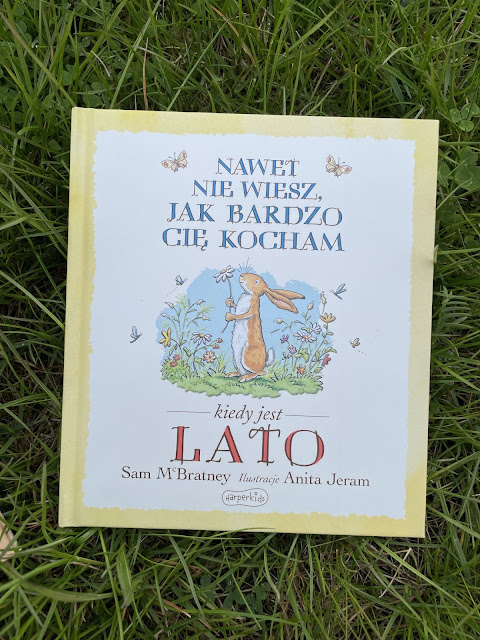 NAWET
NIE WIESZ,
JAK BARDZO
CIĘ KOCHAM
kiedy jest
LATO
Sam McBratney Ilustracje Anita Jeram
Harperkids